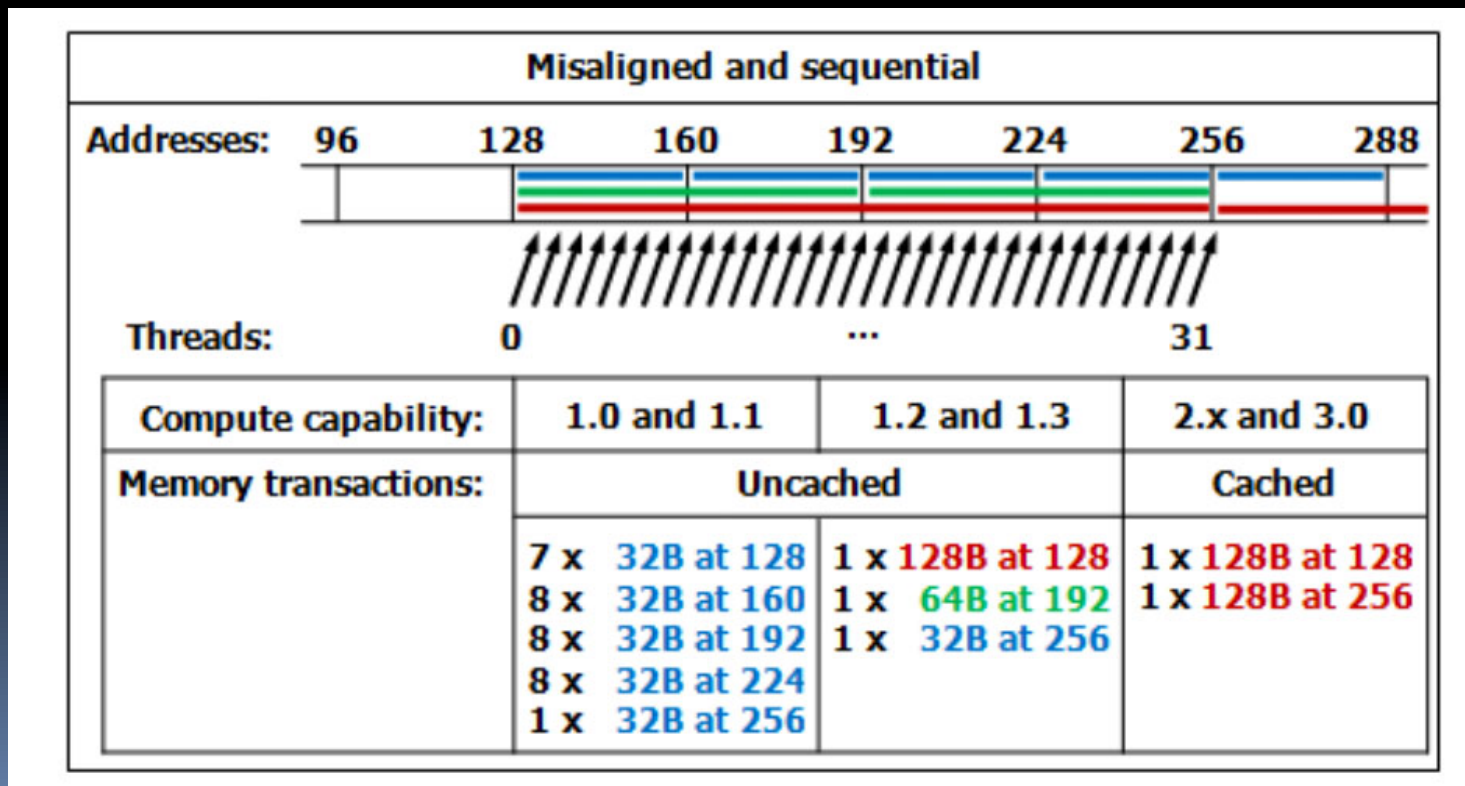 Misaligned and sequential
Addresses: 96 128 160 192 224 256 288
Threads: 0 ... 31
Compute capability: 1.0 and 1.1 1.2 and 1.3 2.x and 3.0
Memory transactions: Uncached Cached
7 x 32B at 128 1 x 128B at 128 1 x 128B at 128
8 x 32B at 160 1 x 64B at 192 1 x 128B at 256
8 x 32B at 192 1 x 32B at 256
8 x 32B at 224
1 x 32B at 256